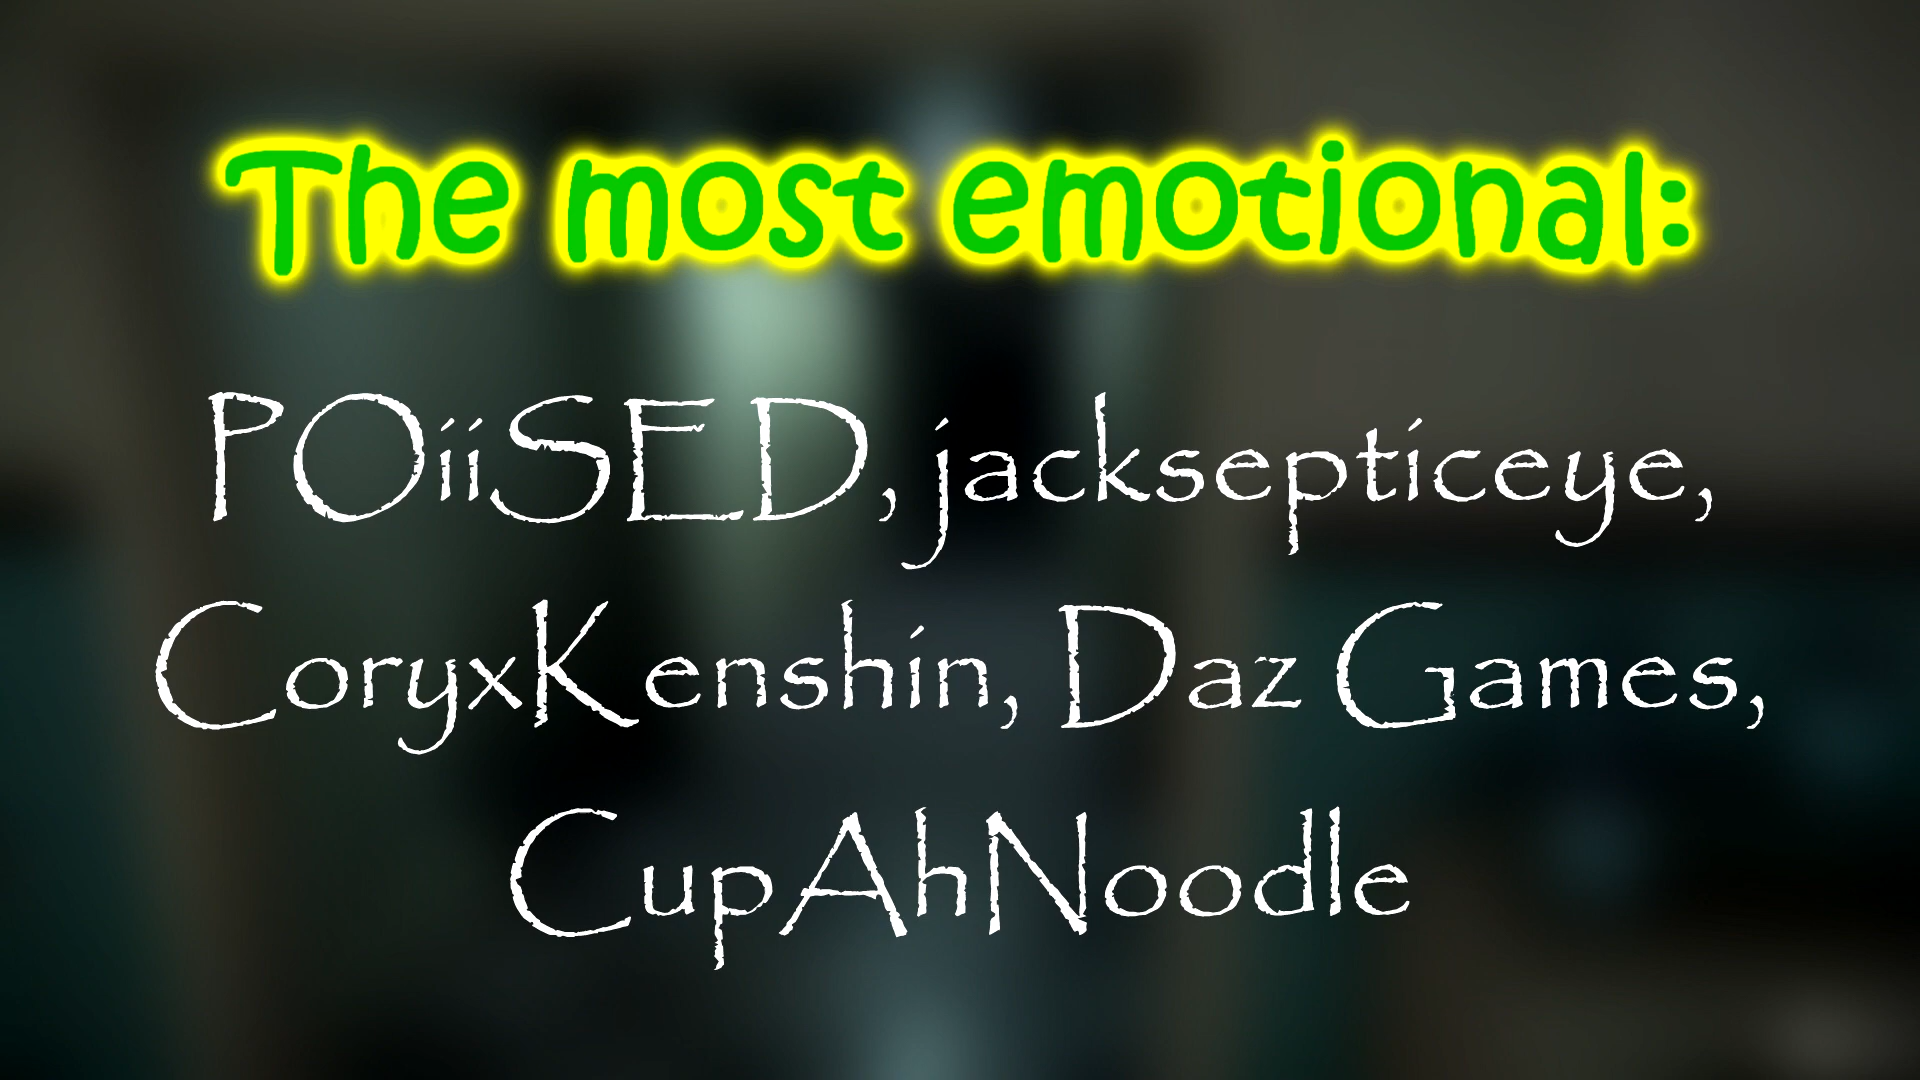 The most emotional:
POiiSED, jacksepticeye,
CoryxKenshin, Daz Games,
CupAhNoodle